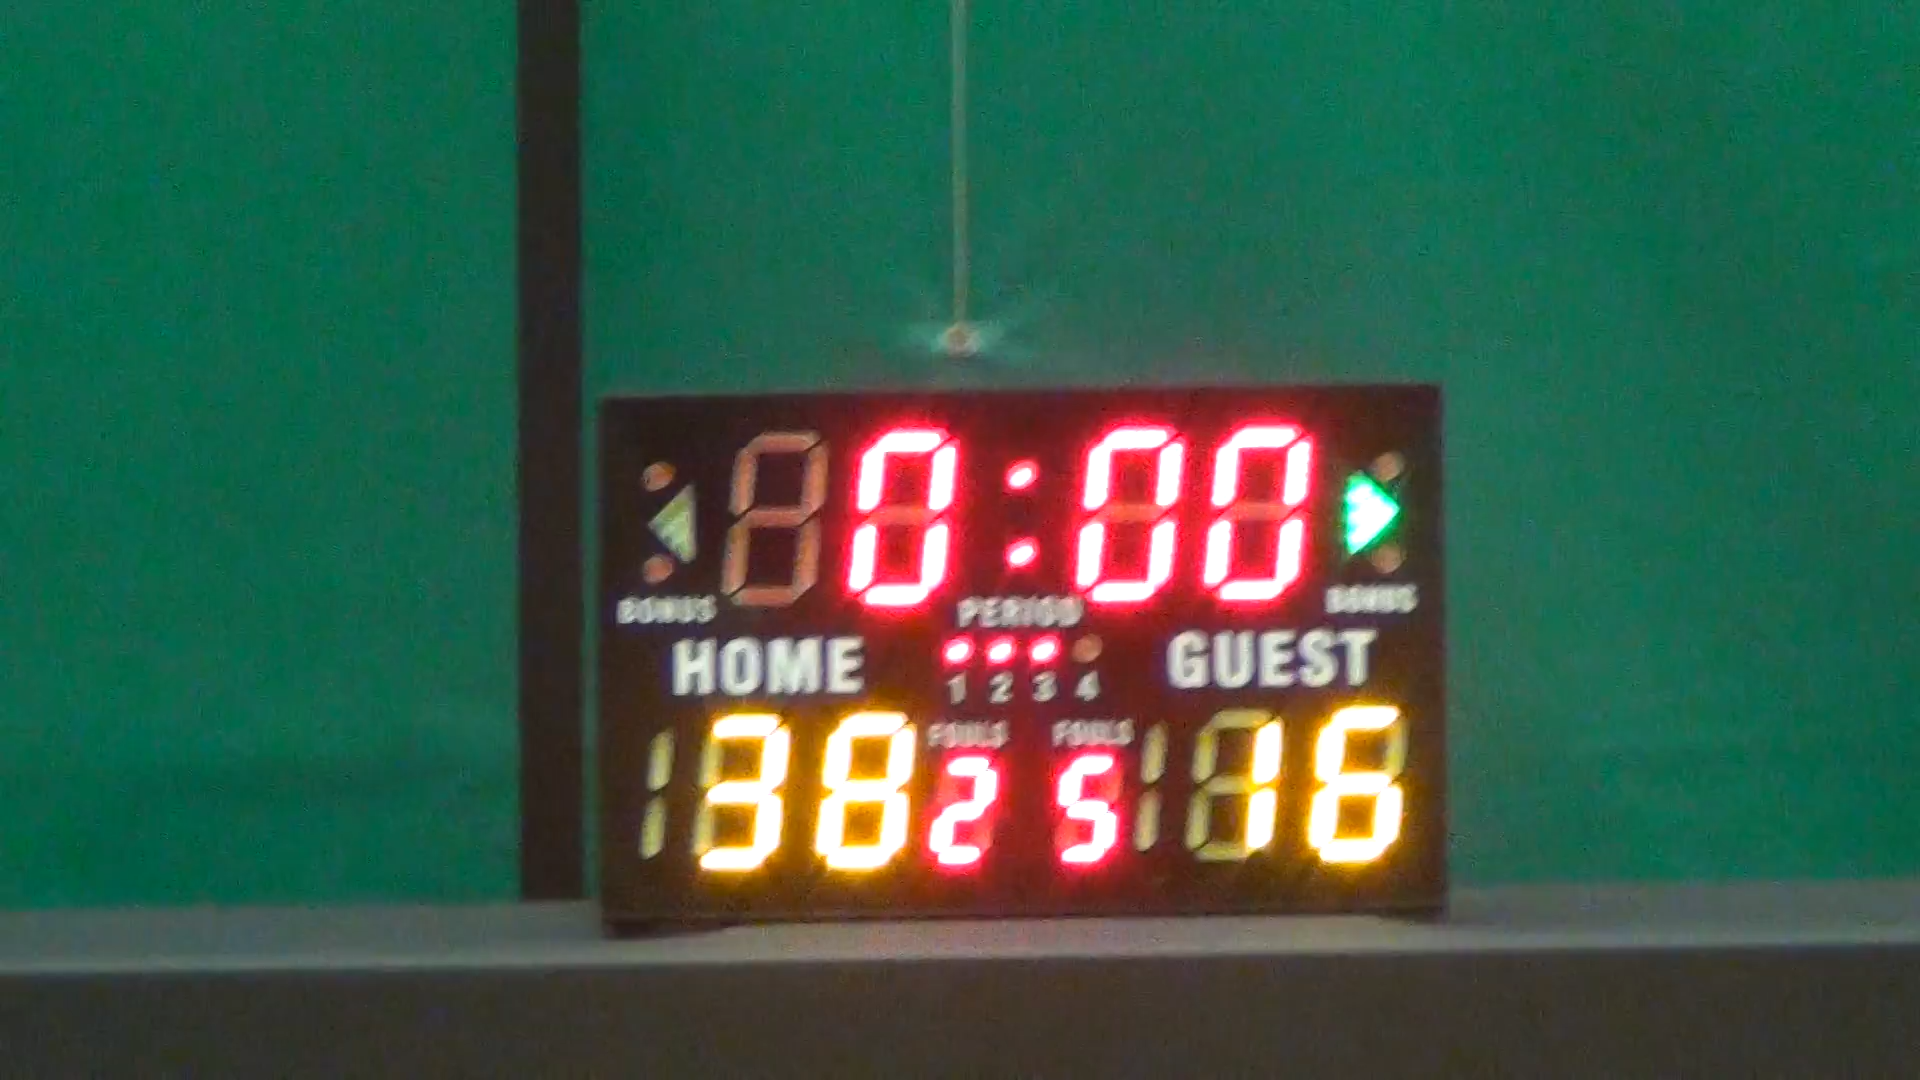 0:00
BONUS PERIOD BONUS
HOME GUEST
1 2 3 4
FOULS FOULS
38 2 5 16